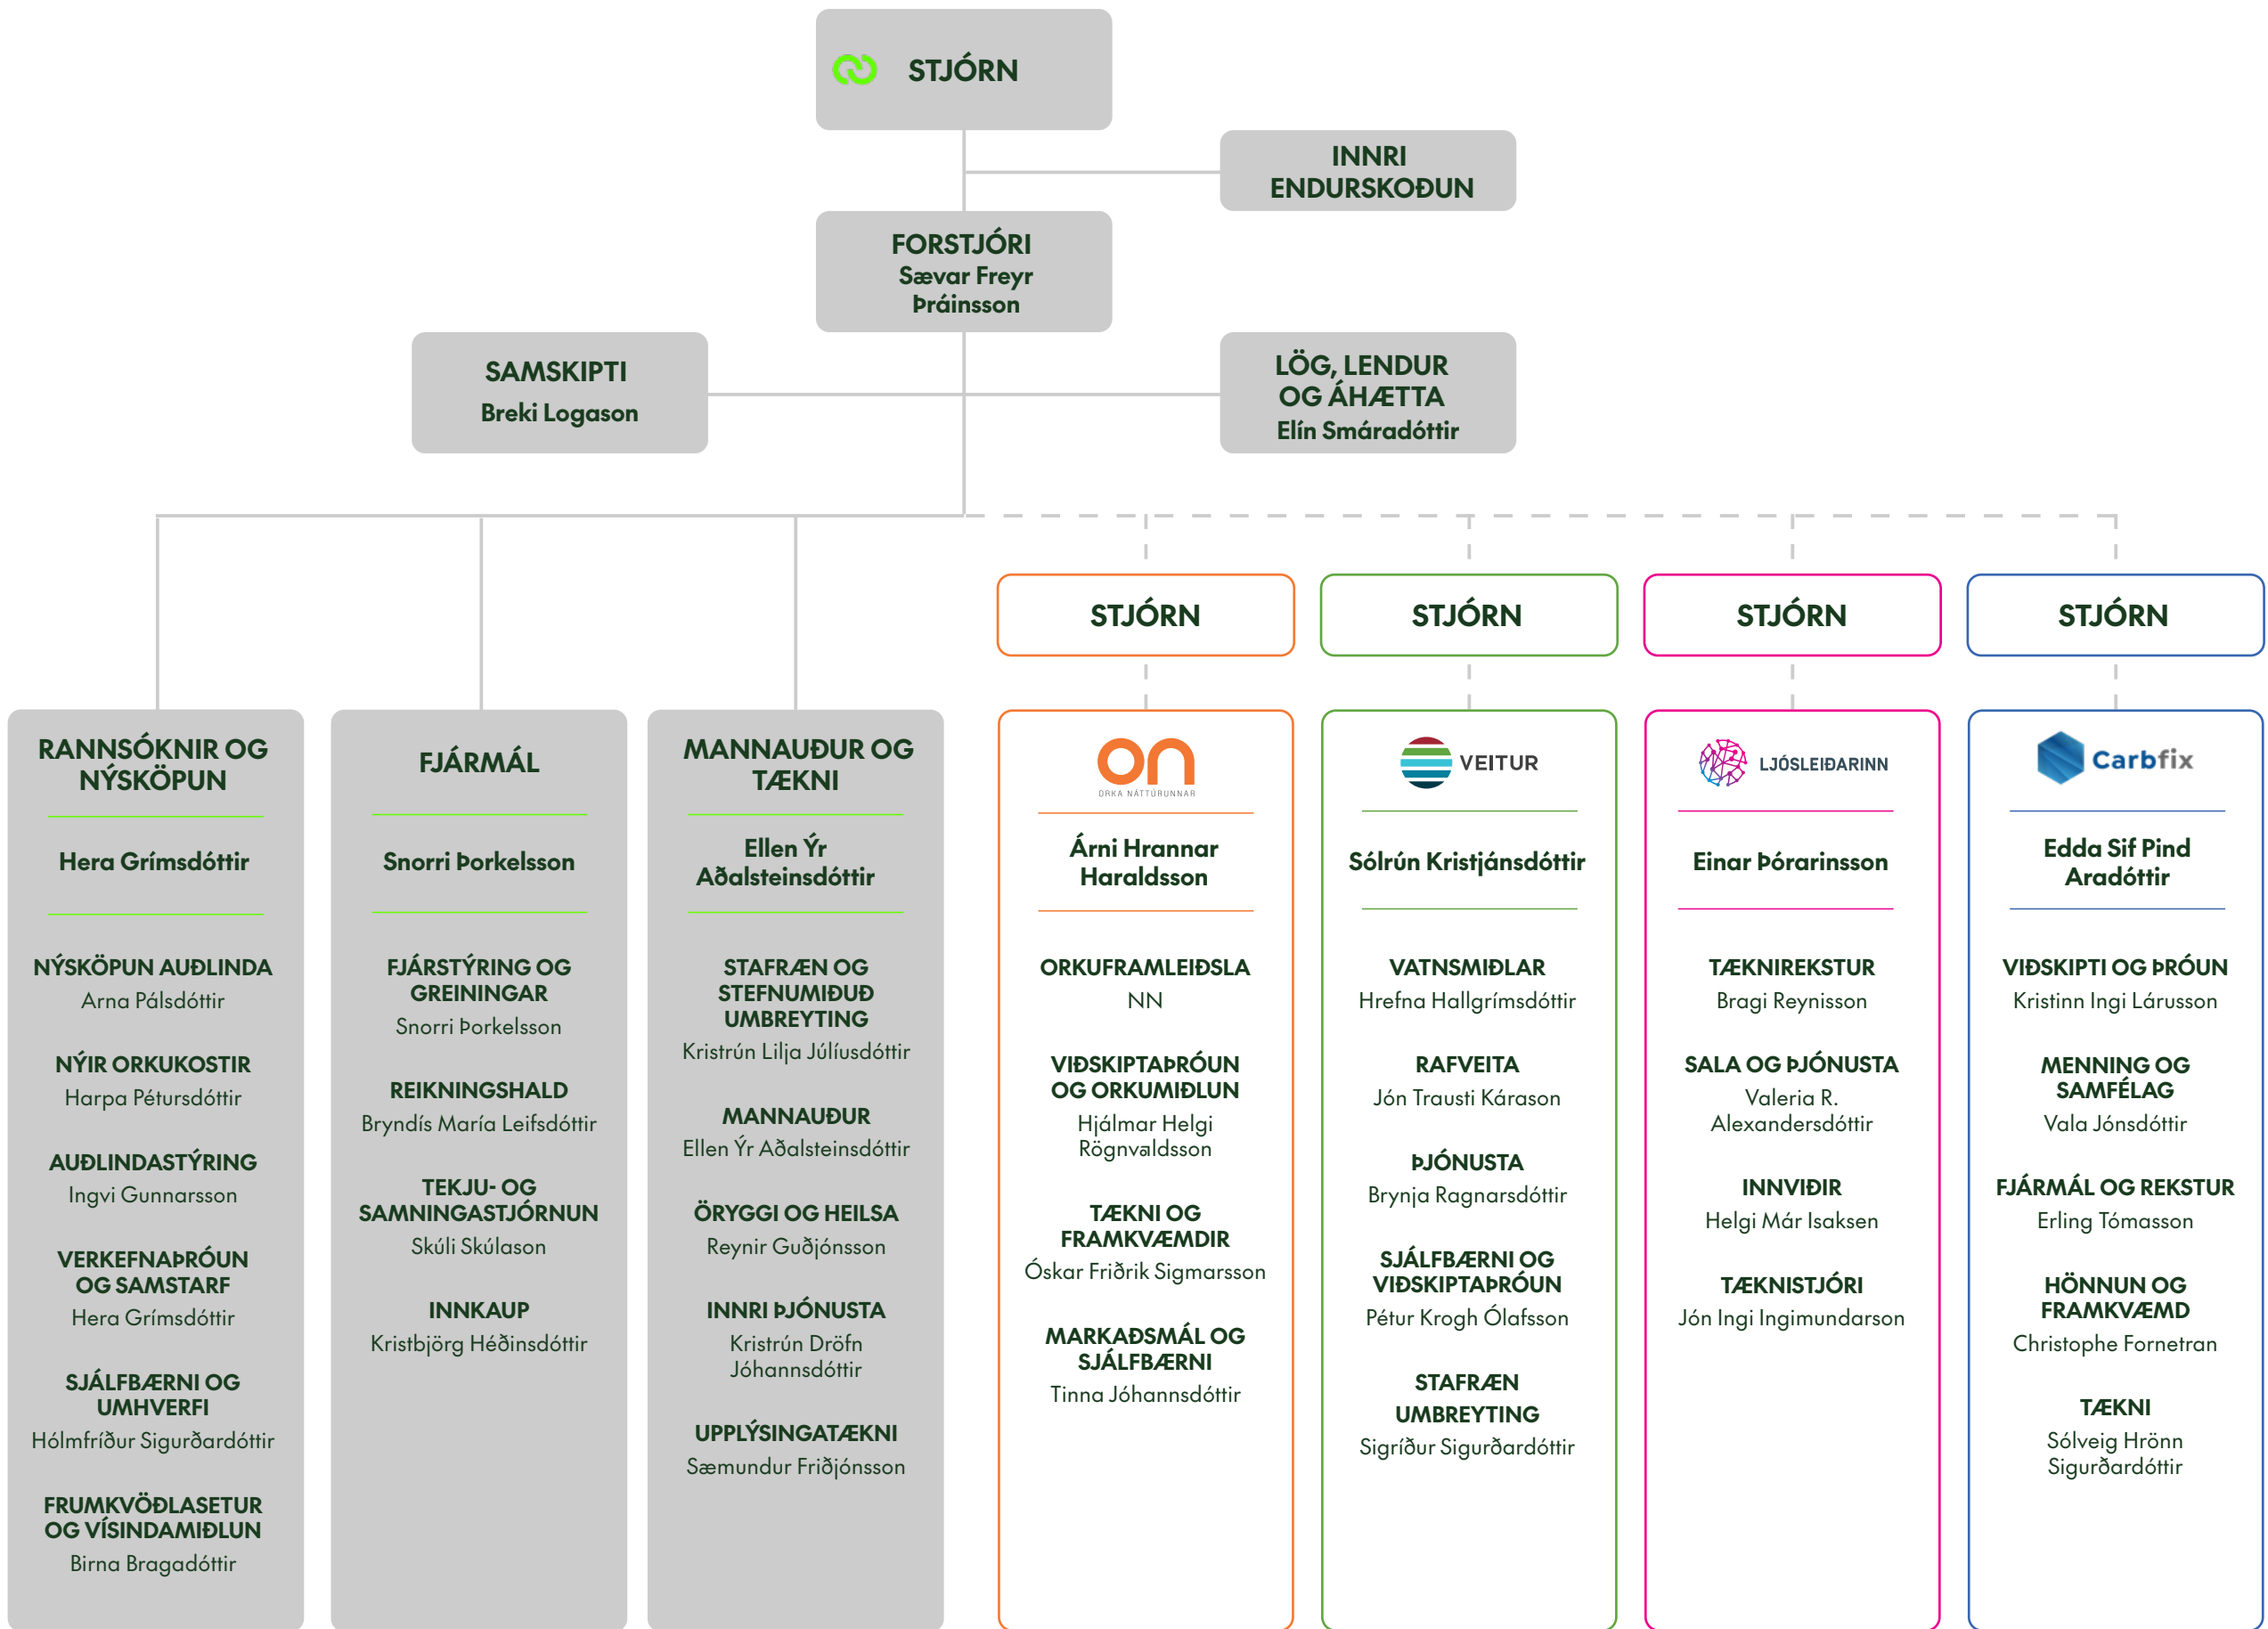 STJÓRN
INNRI
ENDURSKOÐUN
FORSTJÓRI
Sævar Freyr
Þráinsson
SAMSKIPTI
Breki Logason
LÖG, LENDUR
OG ÁHÆTTA
Elín Smáradóttir
STJÓRN
STJÓRN
STJÓRN
STJÓRN
RANNSÓKNIR OG
NÝSKÖPUN
Hera Grímsdóttir
NÝSKÖPUN AUÐLINDA
Arna Pálsdóttir
NÝIR ORKUKOSTIR
Harpa Pétursdóttir
AUÐLINDASTÝRING
Ingvi Gunnarsson
VERKEFNAÞRÓUN
OG SAMSTARF
Hera Grímsdóttir
SJÁLFBÆRNI OG
UMHVERFI
Hólmfríður Sigurðardóttir
FRUMKVÖÐLASETUR
OG VÍSINDAMIÐLUN
Birna Bragadóttir
FJÁRMÁL
Snorri Þorkelsson
FJÁRSTÝRING OG
GREININGAR
Snorri Þorkelsson
REIKNINGSHALD
Bryndís María Leifsdóttir
TEKJU- OG
SAMNINGASTJÓRNUN
Skúli Skúlason
INNKAUP
Kristbjörg Héðinsdóttir
MANNAUÐUR OG
TÆKNI
Ellen Ýr
Aðalsteinsdóttir
STAFRÆN OG
STEFNUMIÐUÐ
UMBREYTING
Kristrún Lilja Júlíusdóttir
MANNAUÐUR
Ellen Ýr Aðalsteinsdóttir
ÖRYGGI OG HEILSA
Reynir Guðjónsson
INNRI ÞJÓNUSTA
Kristrún Dröfn
Jóhannsdóttir
UPPLÝSINGATÆKNI
Sæmundur Friðjónsson
on
ORKA NÁTTÚRUNNAR
Árni Hrannar
Haraldsson
ORKUFRAMLEIÐSLA
NN
VIÐSKIPTAÞRÓUN
OG ORKUMIÐLUN
Hjálmar Helgi
Rögnvaldsson
TÆKNI OG
FRAMKVÆMDIR
Óskar Friðrik Sigmarsson
MARKAÐSMÁL OG
SJÁLFBÆRNI
Tinna Jóhannsdóttir
VEITUR
Sólrún Kristjánsdóttir
VATNSMIÐLAR
Hrefna Hallgrímsdóttir
RAFVEITA
Jón Trausti Kárason
ÞJÓNUSTA
Brynja Ragnarsdóttir
SJÁLFBÆRNI OG
VIÐSKIPTAÞRÓUN
Pétur Krogh Ólafsson
STAFRÆN
UMBREYTING
Sigríður Sigurðardóttir
LJÓSLEIÐARINN
Einar Þórarinsson
TÆKNIREKSTUR
Bragi Reynisson
SALA OG ÞJÓNUSTA
Valeria R.
Alexandersdóttir
INNVIÐIR
Helgi Már Isaksen
TÆKNISTJÓRI
Jón Ingi Ingimundarson
Carbfix
Edda Sif Pind
Aradóttir
VIÐSKIPTI OG ÞRÓUN
Kristinn Ingi Lárusson
MENNING OG
SAMFÉLAG
Vala Jónsdóttir
FJÁRMÁL OG REKSTUR
Erling Tómasson
HÖNNUN OG
FRAMKVÆMD
Christophe Fornetran
TÆKNI
Sólveig Hrönn
Sigurðardóttir